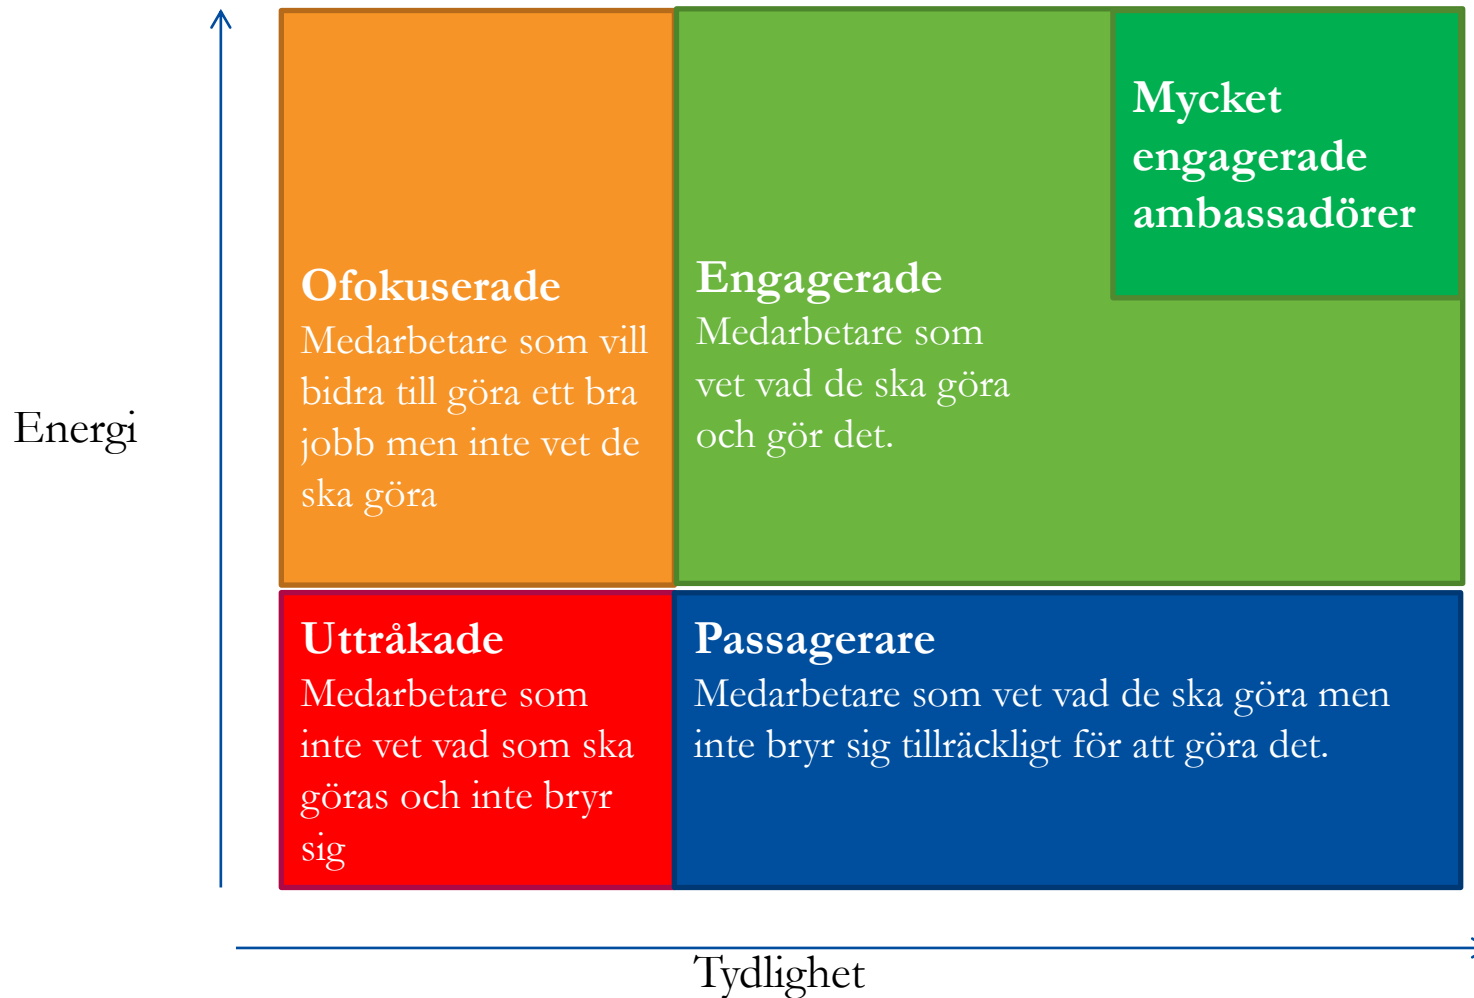 Mycket
engagerade
ambassadörer
Ofokuserade
Medarbetare som vill
bidra till göra ett bra
jobb men inte vet de
ska göra
Engagerade
Medarbetare som
vet vad de ska göra
och gör det.
Energi
Uttråkade
Medarbetare som
inte vet vad som ska
göras och inte bryr
sig
Passagerare
Medarbetare som vet vad de ska göra men
inte bryr sig tillräckligt för att göra det.
Tydlighet